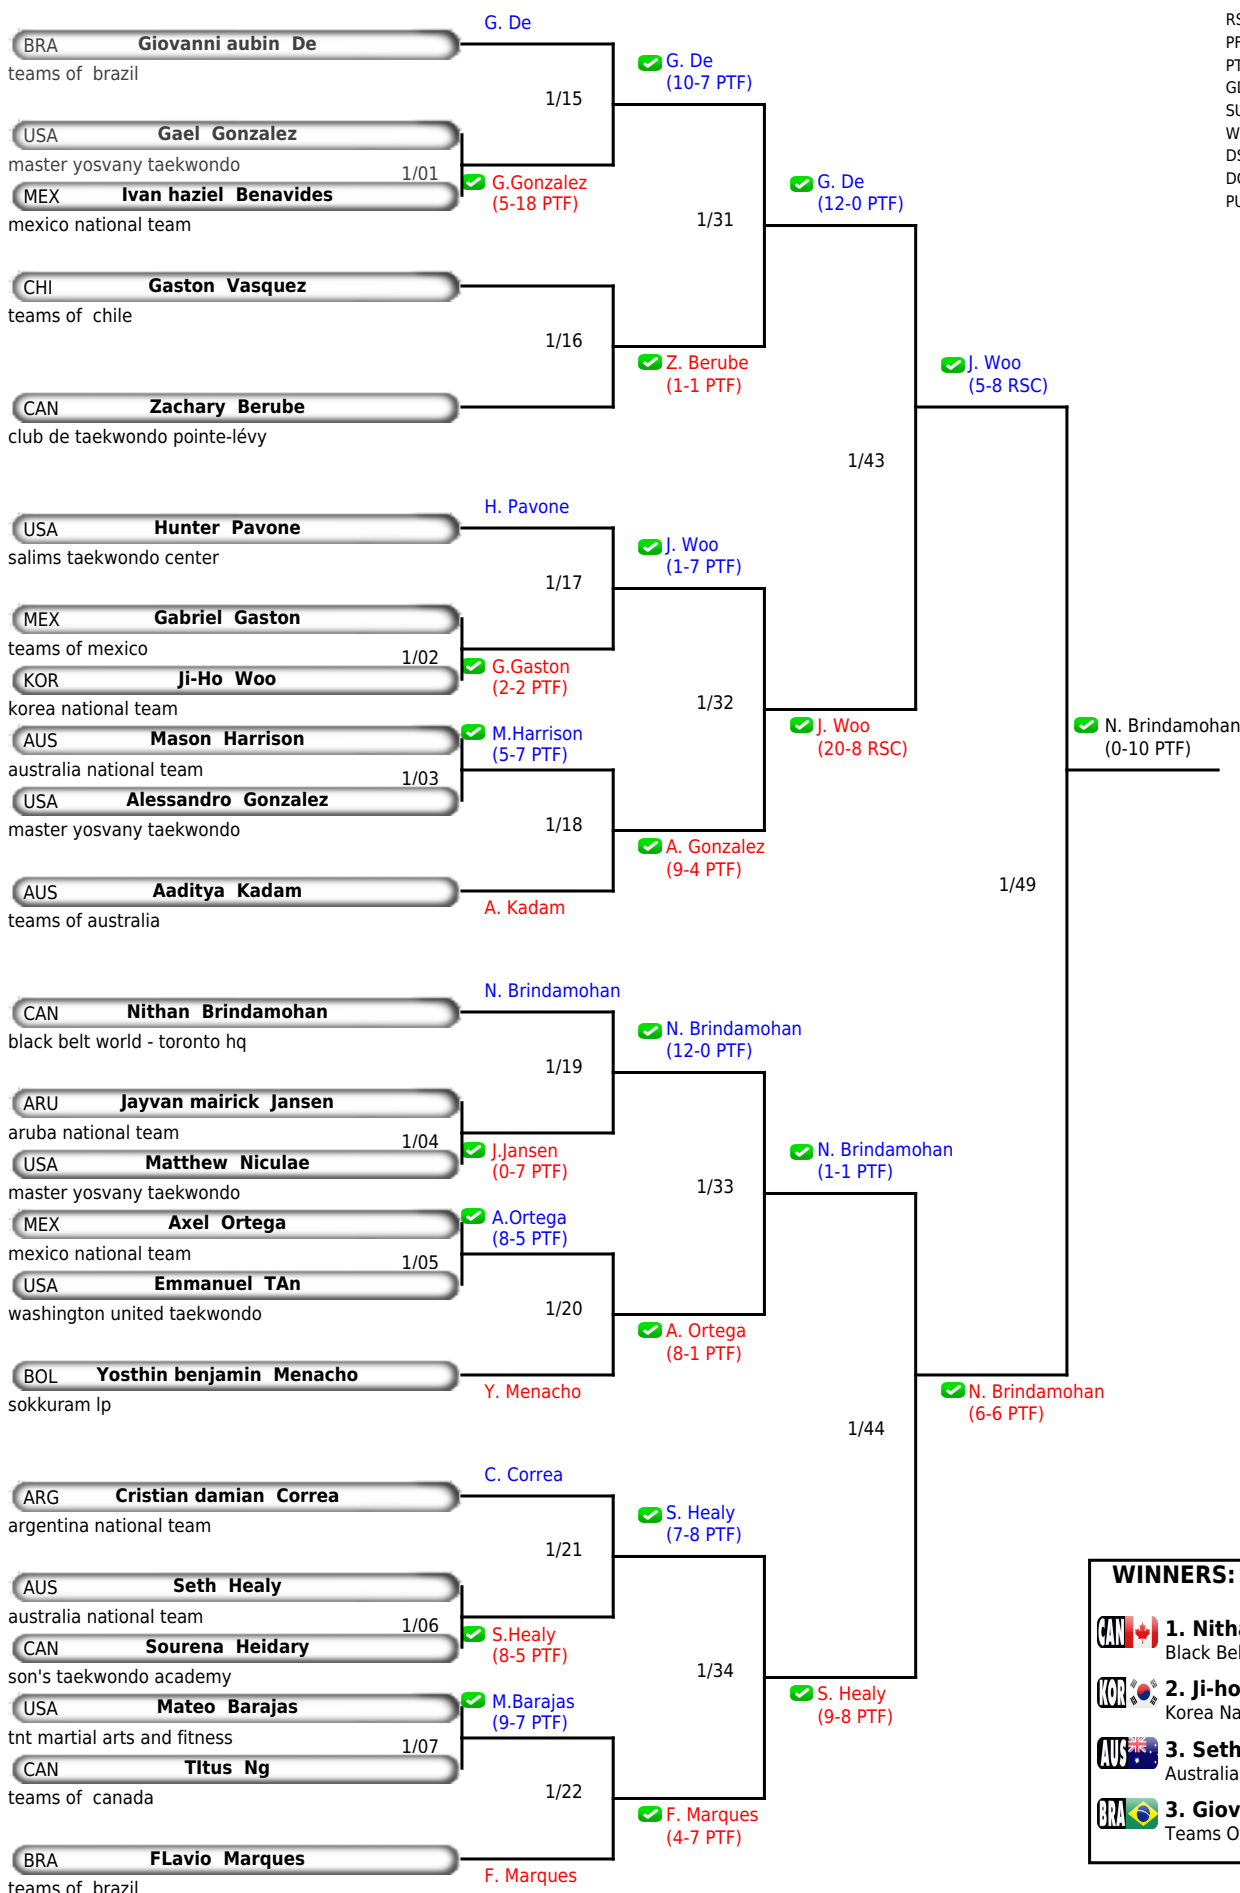 G. De
BRA Giovanni aubin De
teams of brazil
G. De
(10-7 PTF)
1/15
USA Gael Gonzalez
master yosvany taekwondo
1/01
MEX Ivan haziel Benavides
mexico national team
G.Gonzalez
(5-18 PTF)
G. De
(12-0 PTF)
1/31
CHI Gaston Vasquez
teams of chile
1/16
Z. Berube
(1-1 PTF)
CAN Zachary Berube
club de taekwondo pointe-lévy
J. Woo
(5-8 RSC)
1/43
H. Pavone
USA Hunter Pavone
salims taekwondo center
J. Woo
(1-7 PTF)
1/17
MEX Gabriel Gaston
teams of mexico
1/02
KOR Ji-Ho Woo
korea national team
G.Gaston
(2-2 PTF)
1/32
AUS Mason Harrison
australia national team
M.Harrison
(5-7 PTF)
1/03
USA Alessandro Gonzalez
master yosvany taekwondo
J. Woo
(20-8 RSC)
1/18
A. Gonzalez
(9-4 PTF)
AUS Aaditya Kadam
teams of australia
A. Kadam
N. Brindamohan
(0-10 PTF)
1/49
N. Brindamohan
CAN Nithan Brindamohan
black belt world - toronto hq
N. Brindamohan
(12-0 PTF)
1/19
ARU Jayvan mairick Jansen
aruba national team
1/04
USA Matthew Niculae
master yosvany taekwondo
J.Jansen
(0-7 PTF)
N. Brindamohan
(1-1 PTF)
1/33
MEX Axel Ortega
mexico national team
A.Ortega
(8-5 PTF)
1/05
USA Emmanuel TAn
washington united taekwondo
1/20
A. Ortega
(8-1 PTF)
BOL Yosthin benjamin Menacho
sokkuram lp
Y. Menacho
N. Brindamohan
(6-6 PTF)
1/44
C. Correa
ARG Cristian damian Correa
argentina national team
S. Healy
(7-8 PTF)
1/21
AUS Seth Healy
australia national team
1/06
CAN Sourena Heidary
son's taekwondo academy
S.Healy
(8-5 PTF)
1/34
USA Mateo Barajas
tnt martial arts and fitness
M.Barajas
(9-7 PTF)
1/07
CAN TItus Ng
teams of canada
S. Healy
(9-8 PTF)
1/22
F. Marques
(4-7 PTF)
BRA FLavio Marques
teams of brazil
F. Marques
WINNERS:
CAN 1.
Black
KOR 2. Ji-ho
Korea
AUS 3. Seth
Australia
BRA 3.
Teams